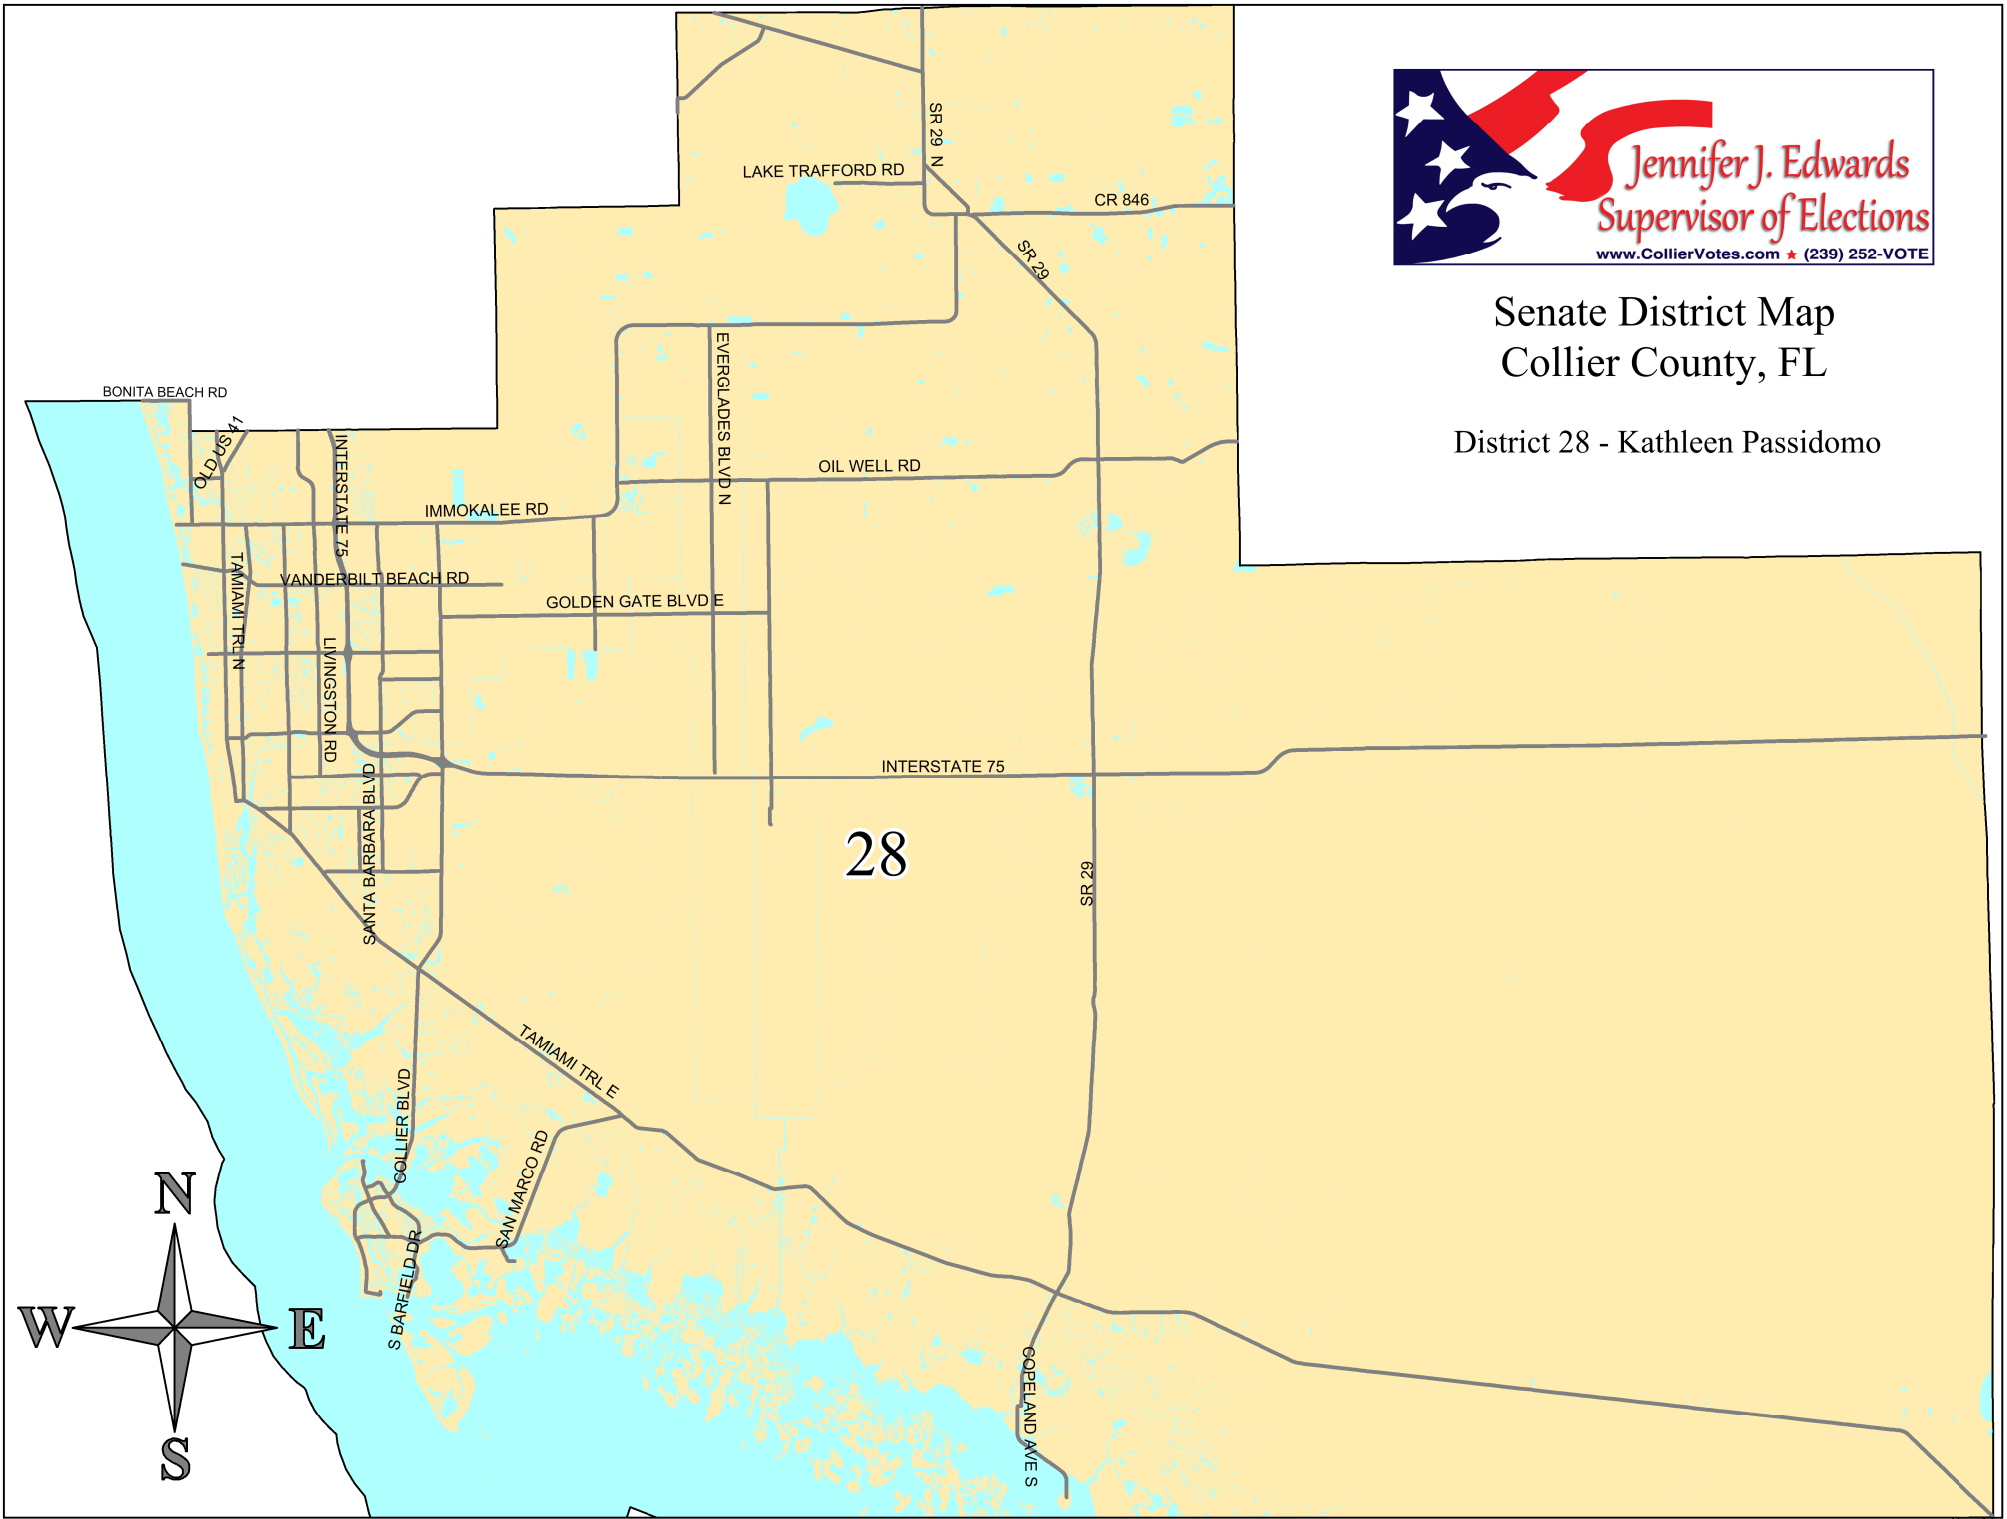 Jennifer J. Edwards
Supervisor of Elections
www.CollierVotes.com ★ (239) 252-VOTE
Senate District Map
Collier County, FL
District 28 - Kathleen Passidomo
SR 29 N
LAKE TRAFFORD RD
CR 846
SR 29
EVERGLADES BLVD N
BONITA BEACH RD
OLD US 41
INTERSTATE 75
OIL WELL RD
IMMOKALEE RD
TAMIAMI TRL N
VANDERBILT BEACH RD
GOLDEN GATE BLVD E
LIVINGSTON RD
INTERSTATE 75
SANTA BARBARA BLVD
28
SR 29
TAMIAMI TRL E
COLLIER BLVD
SAN MARCO RD
S BARFIELD DR
COPELAND AVE S
N
W
E
S